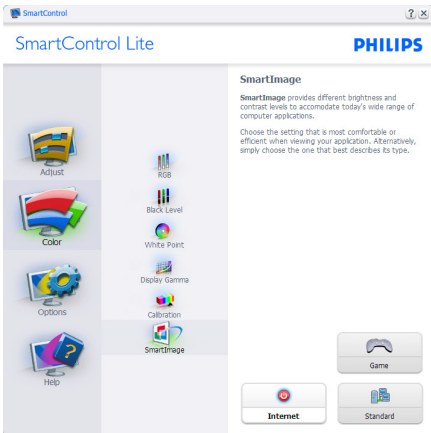 SmartControl
SmartControl Lite
PHILIPS
Adjust
Color
Options
Help
RGB
Black Level
White Point
Display Gamma
Calibration
SmartImage
SmartImage
SmartImage provides different brightness and
contrast levels to accomodate today's wide range of
computer applications.
Choose the setting that is most comfortable or
efficient when viewing your application. Alternatively,
simply choose the one that best describes its type.
Game
Internet
Standard